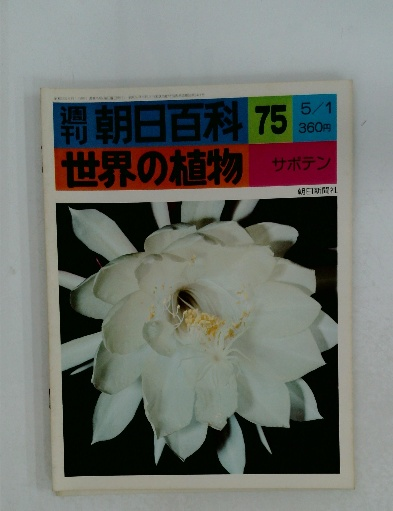 週刊 朝日百科 75 5/1
360円
世界の植物 サボテン
朝日新聞社